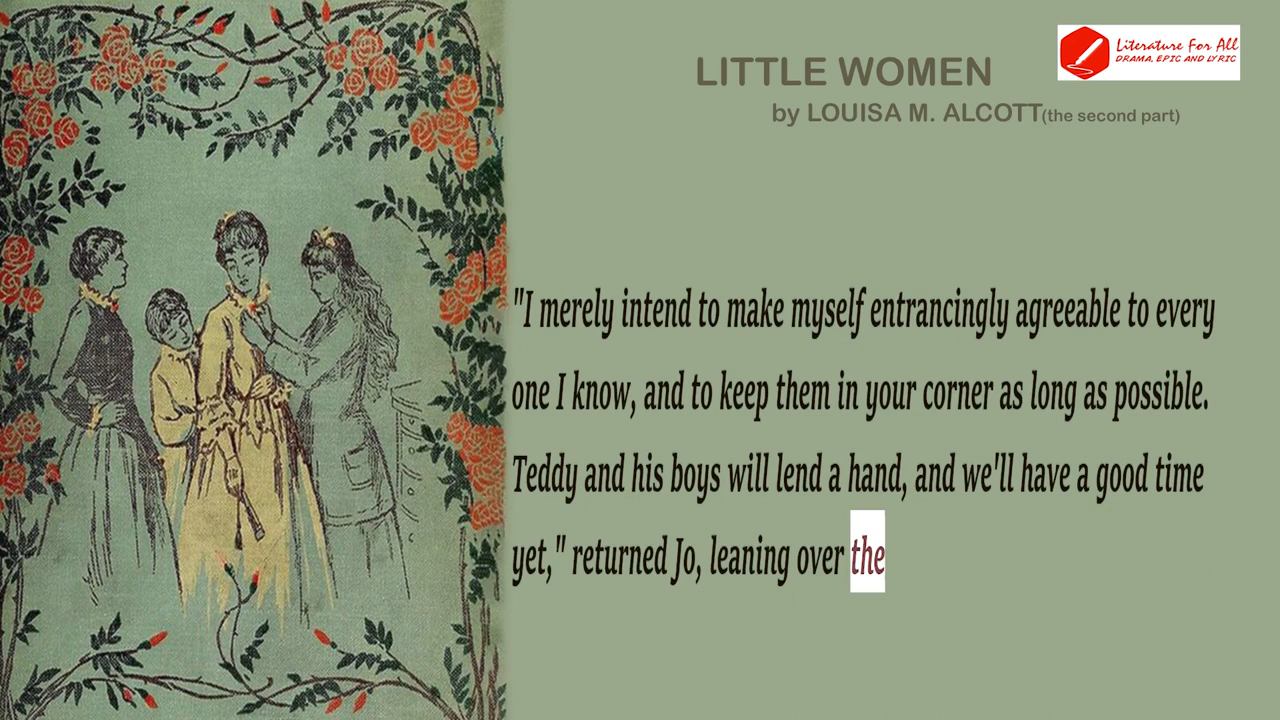 LITTLE WOMEN
by LOUISA M. ALCOTT(the second part)
Literature For All
DRAMA, EPIC AND LYRIC
"I merely intend to make myself entrancingly agreeable to every
one I know, and to keep them in your corner as long as possible.
Teddy and his boys will lend a hand, and we'll have a good time
yet," returned Jo, leaning over the